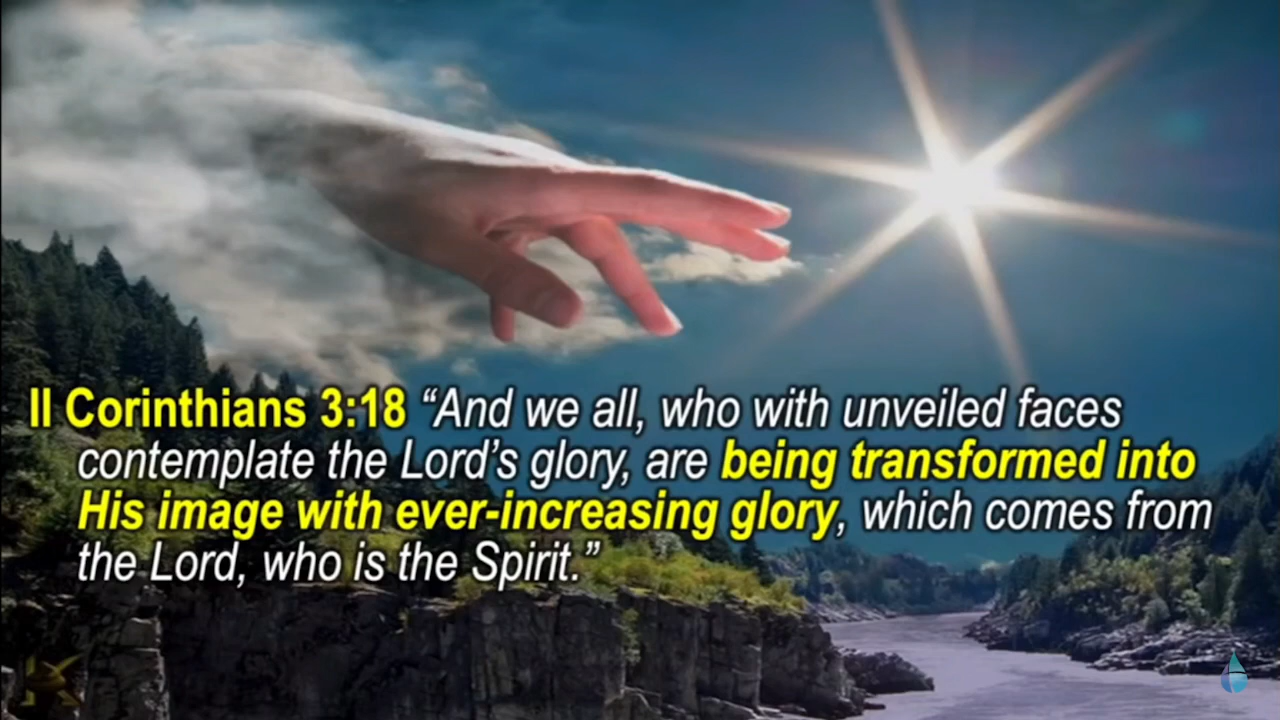 II Corinthians 3:18 “And we all, who with unveiled faces
contemplate the Lord’s glory, are being transformed into
His image with ever-increasing glory, which comes from
the Lord, who is the Spirit.”